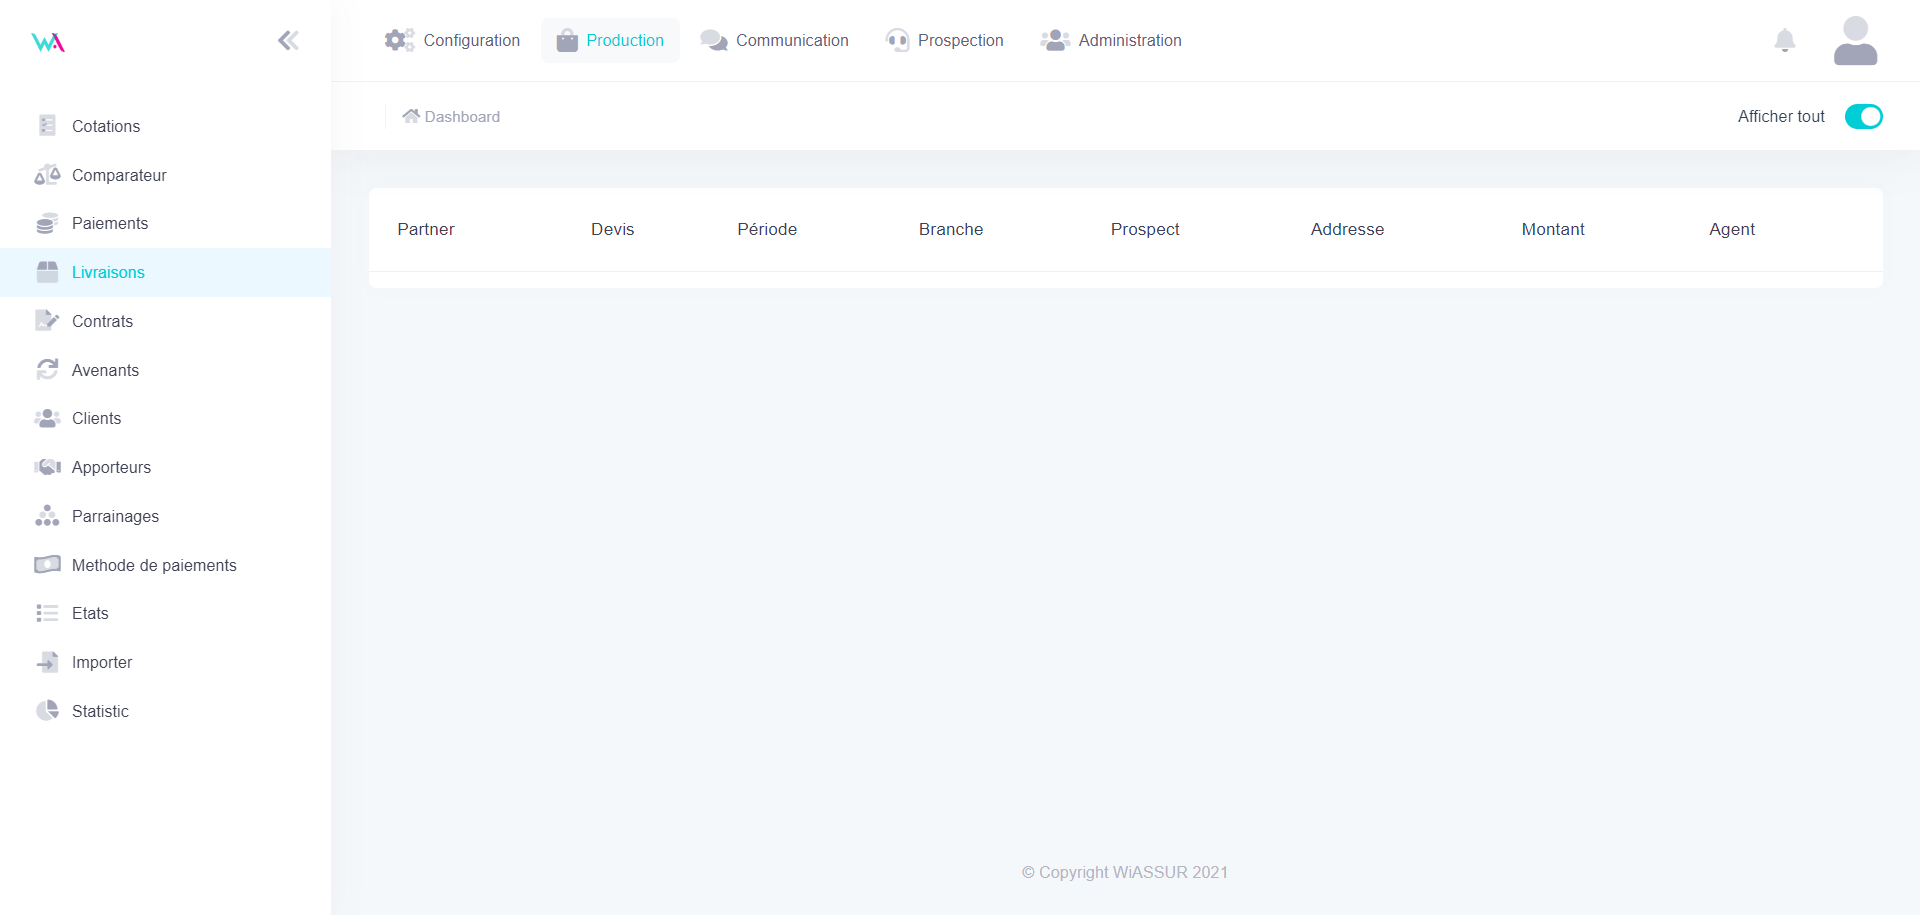 WA
Configuration
Production
Communication
Prospection
Administration
Dashboard
Afficher tout
Cotations
Comparateur
Paiements
Livraisons
Contrats
Avenants
Clients
Apporteurs
Parrainages
Methode de paiements
Etats
Importer
Statistic
Partner Devis Période Branche Prospect Addresse Montant Agent
© Copyright WiASSUR 2021